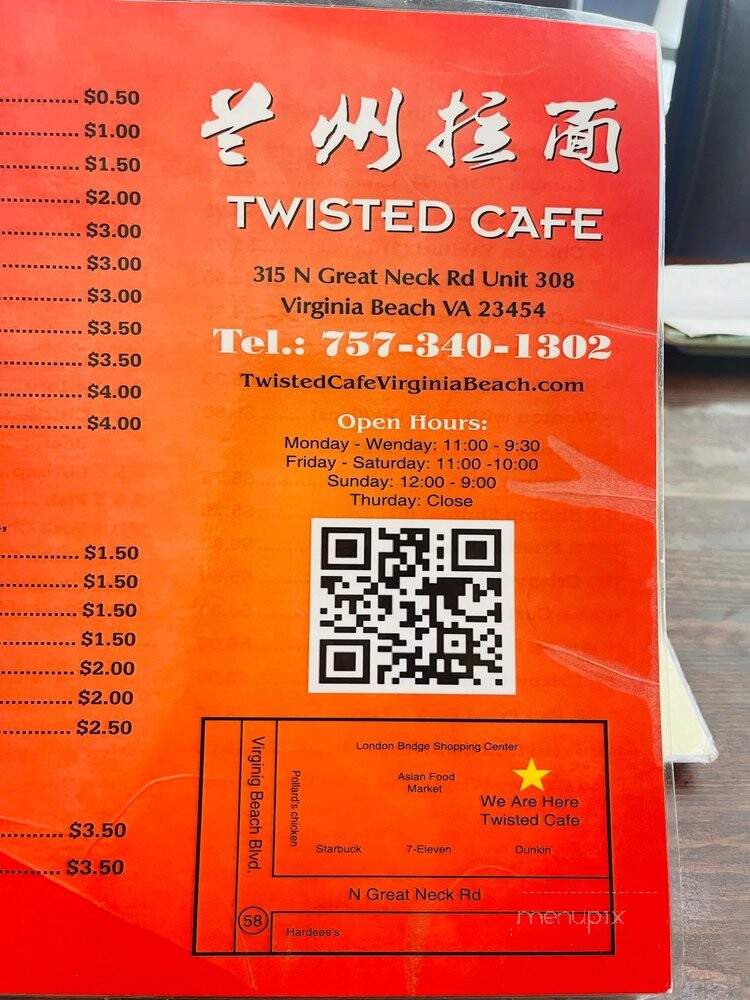 ............ $0.50
............ $1.00
............ $1.50
............ $2.00
............ $3.00
............ $3.00
............ $3.00
............ $3.50
............ $3.50
............ $4.00
............ $4.00
............ $1.50
............ $1.50
............ $1.50
............ $1.50
............ $2.00
............ $2.00
............ $2.50
............ $3.50
............ $3.50
兰州拉面
TWISTED CAFE
315 N Great Neck Rd Unit 308
Virginia Beach VA 23454
Tel.: 757-340-1302
TwistedCafeVirginiaBeach.com
Open Hours:
Monday - Wenday: 11:00 - 9:30
Friday - Saturday: 11:00 -10:00
Sunday: 12:00 - 9:00
Thurday: Close
London Bridge Shopping Center
Asian Food
Market
We Are Here
Twisted Cafe
Virginig Beach Blvd.
Pollard's chicken
Starbuck
7-Eleven
Dunkin
N Great Neck Rd
58
Hardeee's
menupix